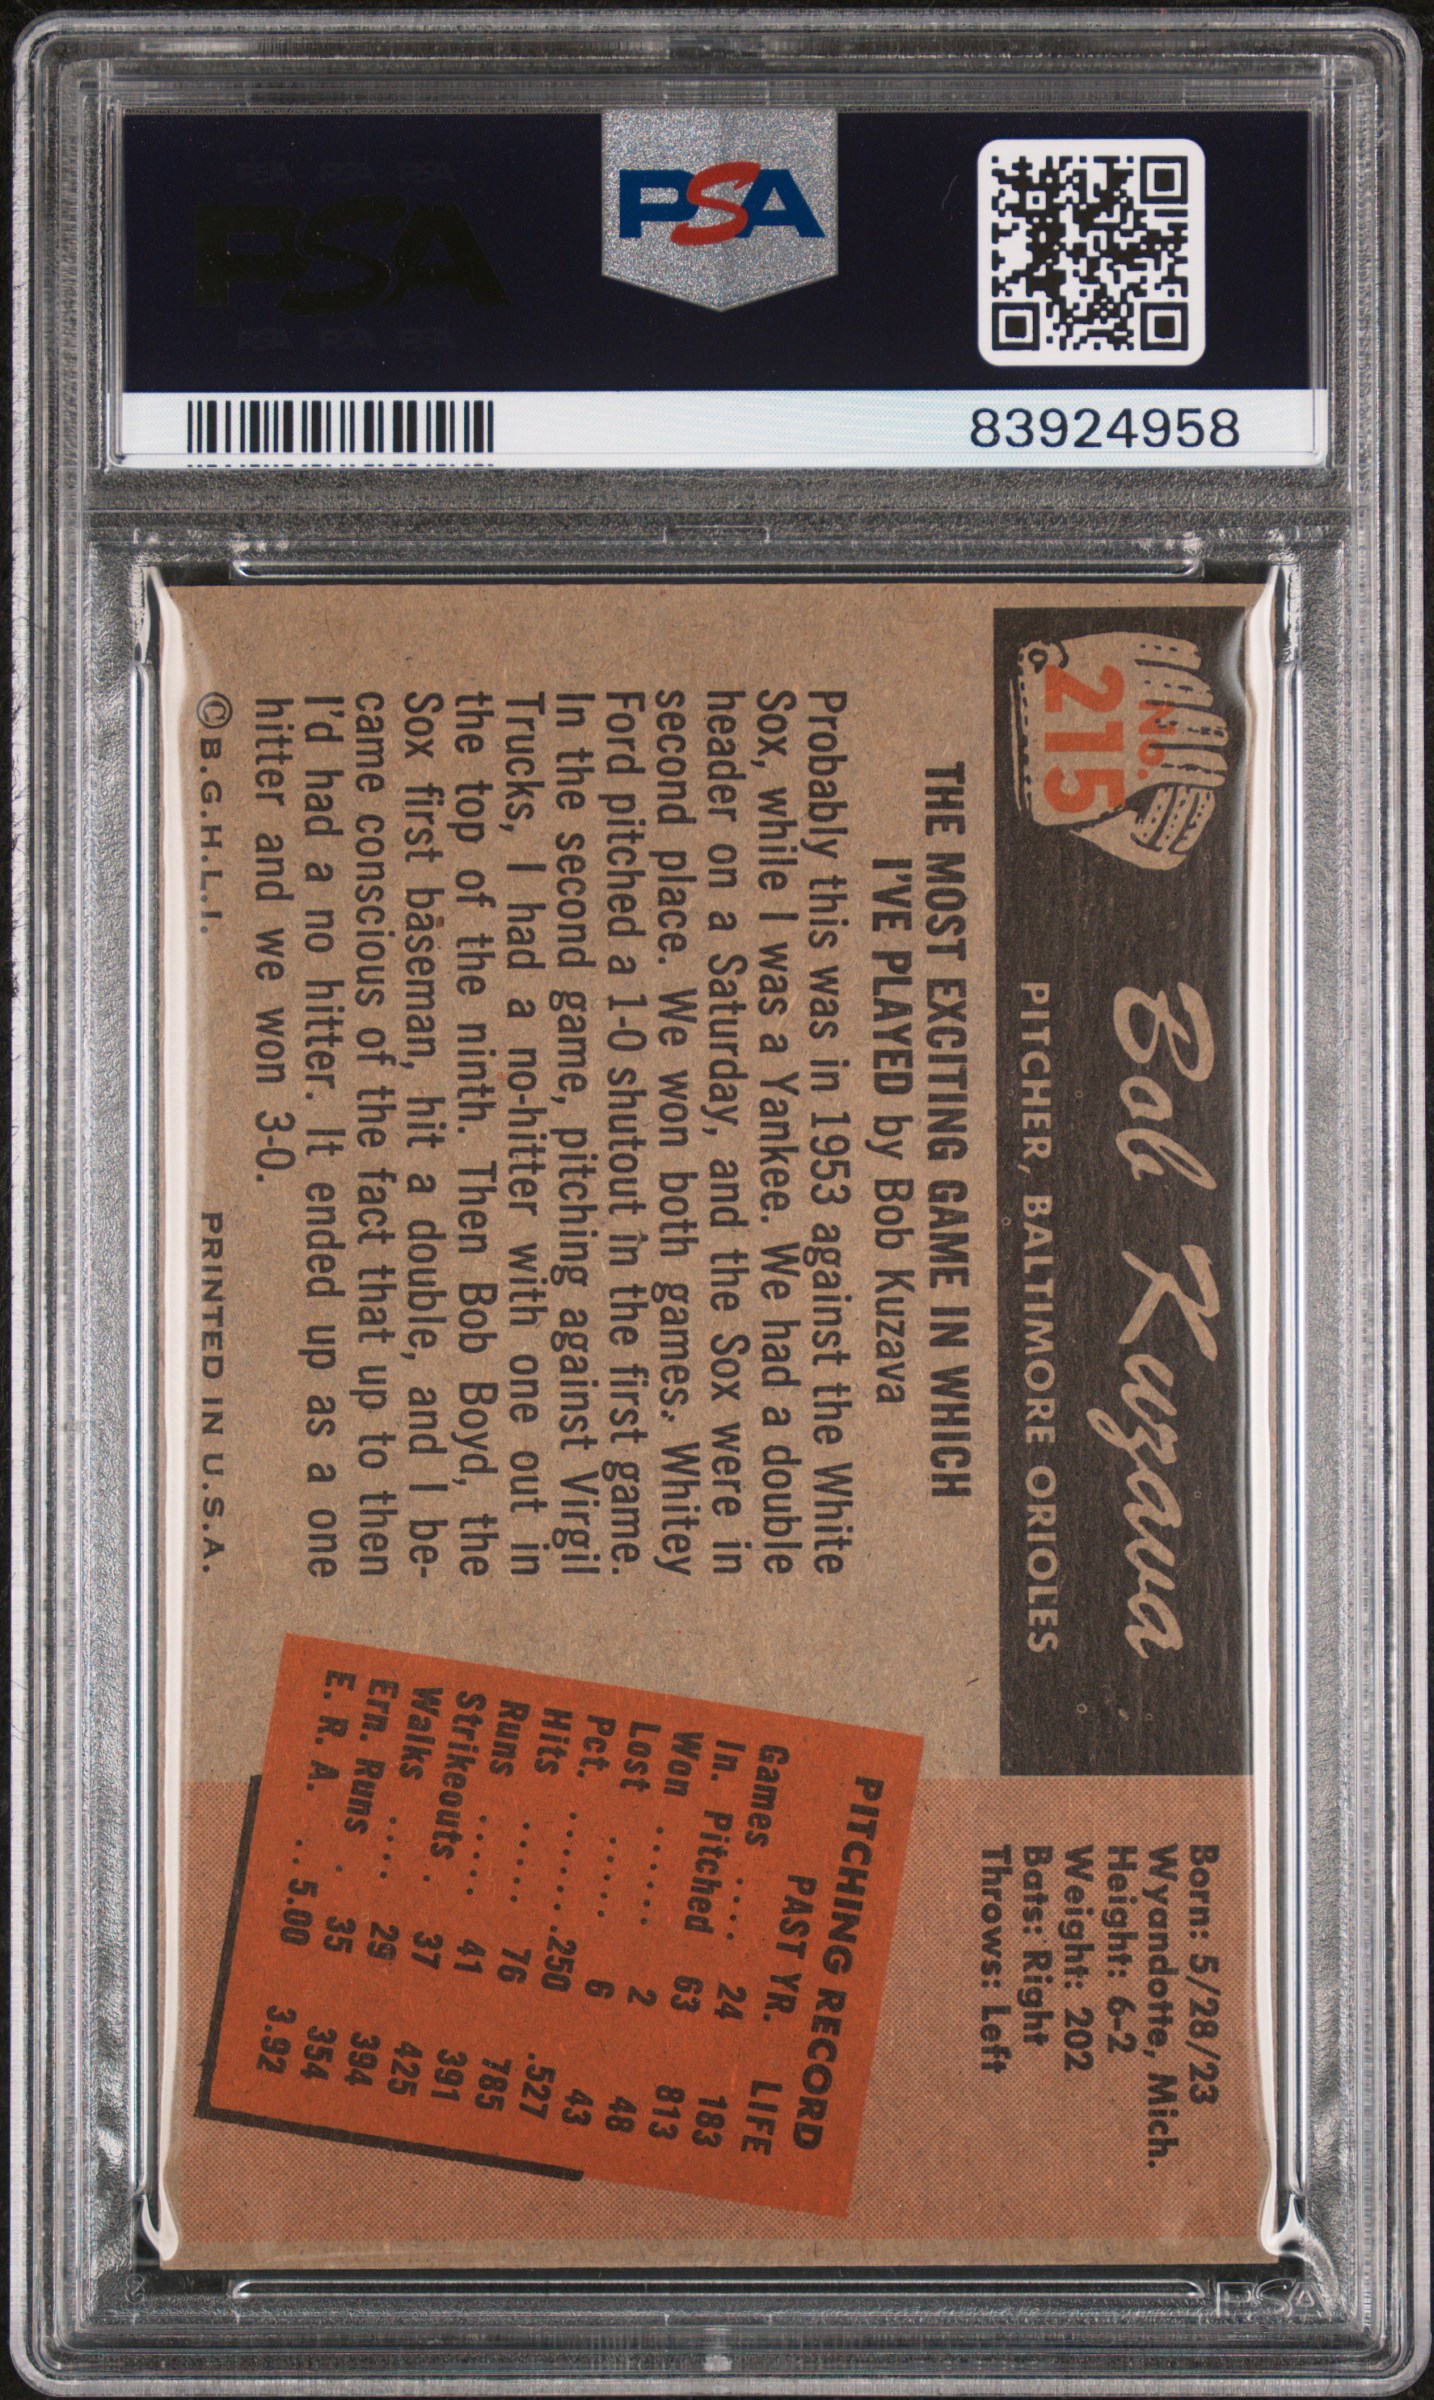 PSA
PSA PSA PSA
PSA
PSA PSA PSA
83924958
No.
215
Bob Kuzava
PITCHER, BALTIMORE ORIOLES
Born: 5/28/23
Wyandotte, Mich.
Height: 6-2
Weight: 202
Bats: Right
Throws: Left
THE MOST EXCITING GAME IN WHICH
I'VE PLAYED by Bob Kuzava
Probably this was in 1953 against the White
Sox, while I was a Yankee. We had a double
header on a Saturday, and the Sox were in
second place. We won both games. Whitey
Ford pitched a 1-0 shutout in the first game.
In the second game, pitching against Virgil
Trucks, I had a no-hitter with one out in
the top of the ninth. Then Bob Boyd, the
Sox first baseman, hit a double, and I be-
came conscious of the fact that up to then
I'd had a no hitter. It ended up as a one
hitter and we won 3-0.
© B.G.H.L.I. PRINTED IN U.S.A.
PITCHING RECORD
PAST YR. LIFE
Games .... 24 183
In. Pitched 63 813
Won ...... 2 48
Lost ..... 6 43
Pct. .......250 .527
Hits ..... 76 785
Runs ..... 41 391
Strikeouts . 37 425
Walks .... 29 394
Ern. Runs . 35 354
E. R. A. ...5.00 3.92
PSA